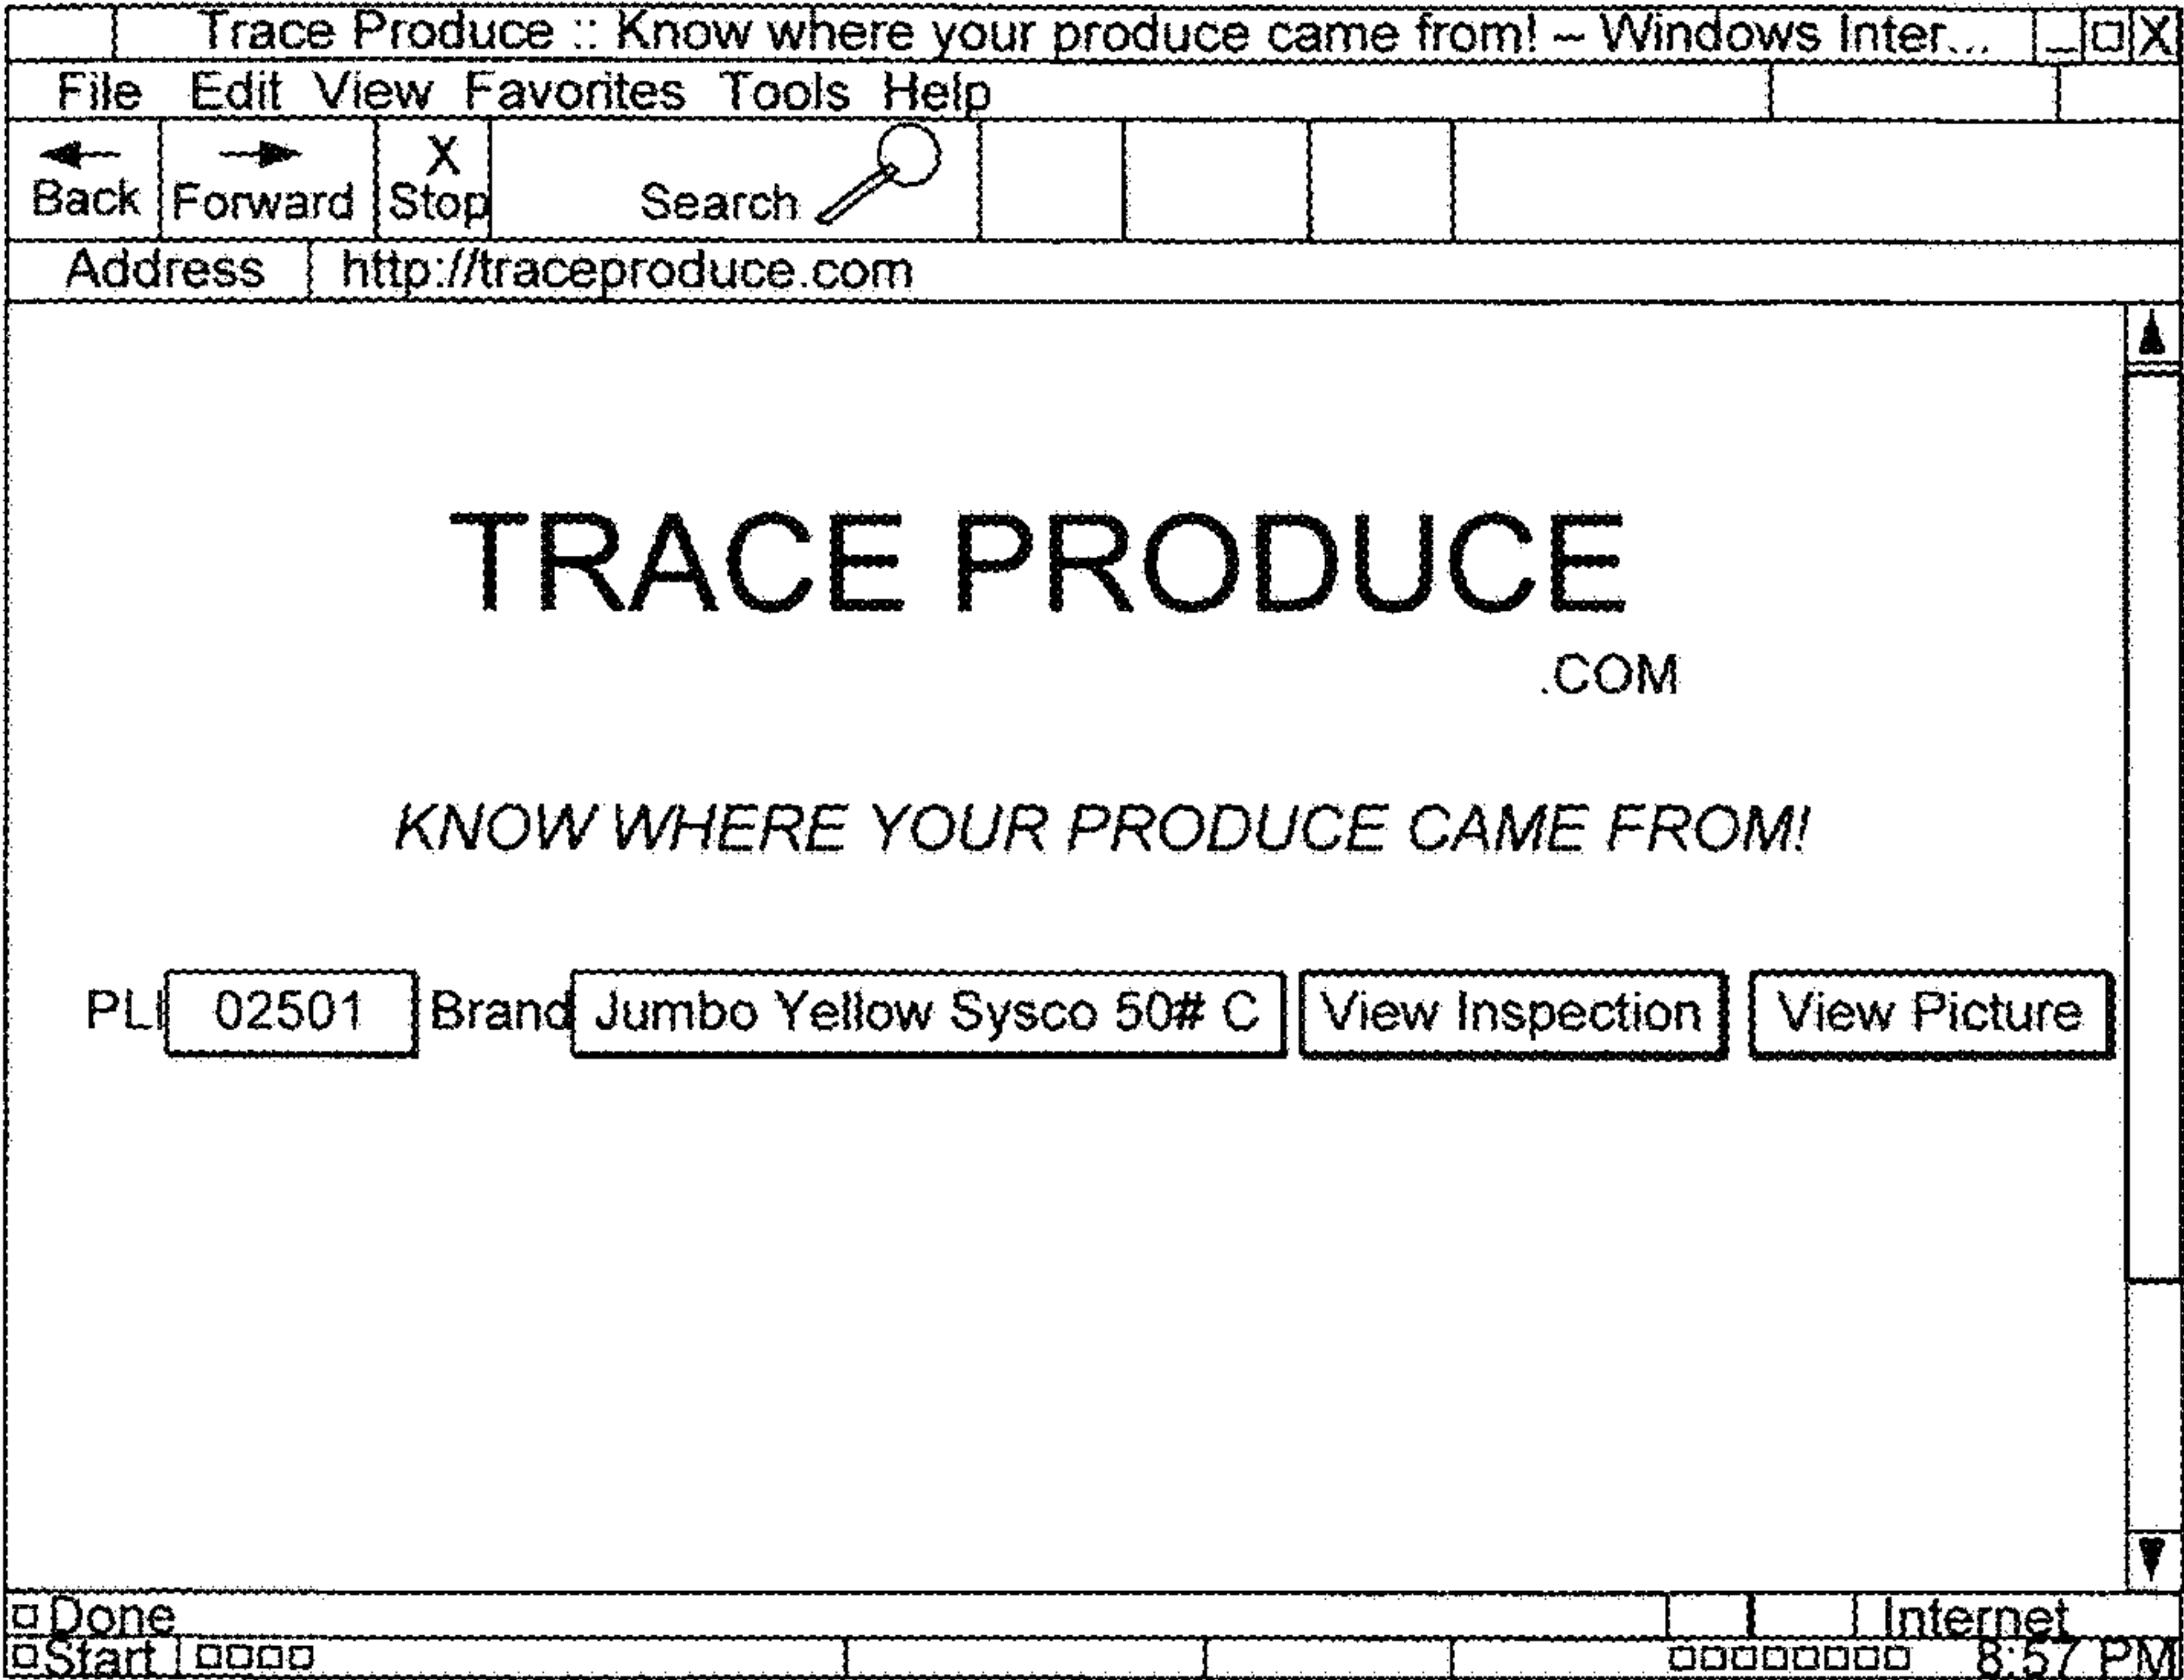 Trace Produce :: Know where your produce came from! ~ Windows Inter... _ X
File Edit View Favorites Tools Help
X
Back Forward Stop Search
Address http://traceproduce.com
TRACE PRODUCE
.COM
KNOW WHERE YOUR PRODUCE CAME FROM!
PLI 02501 Brand Jumbo Yellow Sysco 50# C View Inspection View Picture
Done Internet
Start 8:57 PM